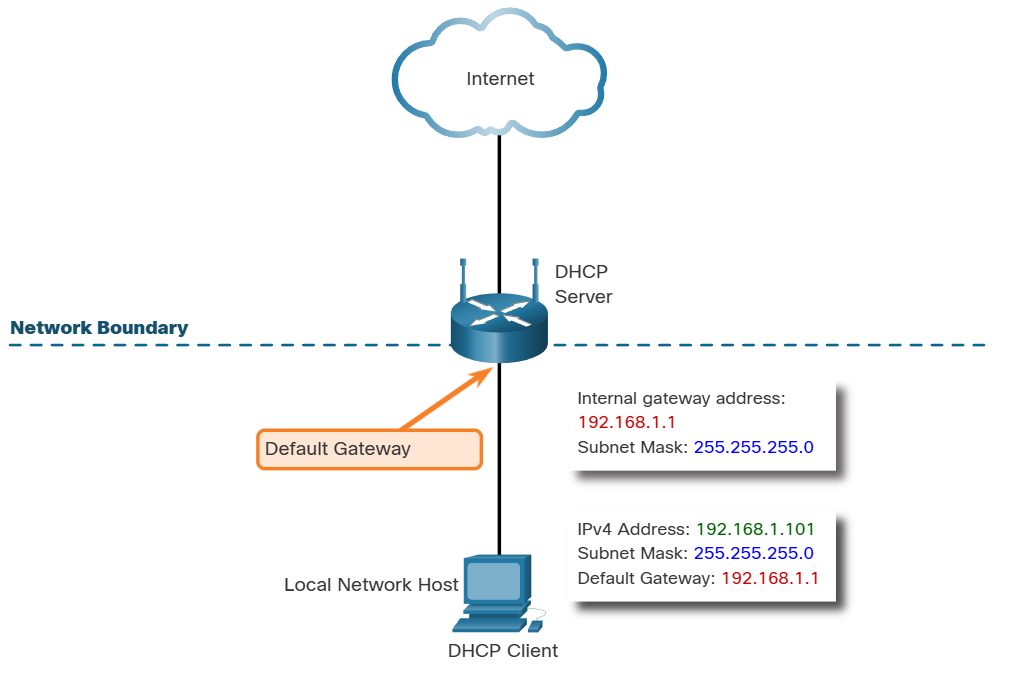 Internet
DHCP
Server
Network Boundary
Internal gateway address:
192.168.1.1
Subnet Mask: 255.255.255.0
Default Gateway
IPv4 Address: 192.168.1.101
Subnet Mask: 255.255.255.0
Default Gateway: 192.168.1.1
Local Network Host
DHCP Client